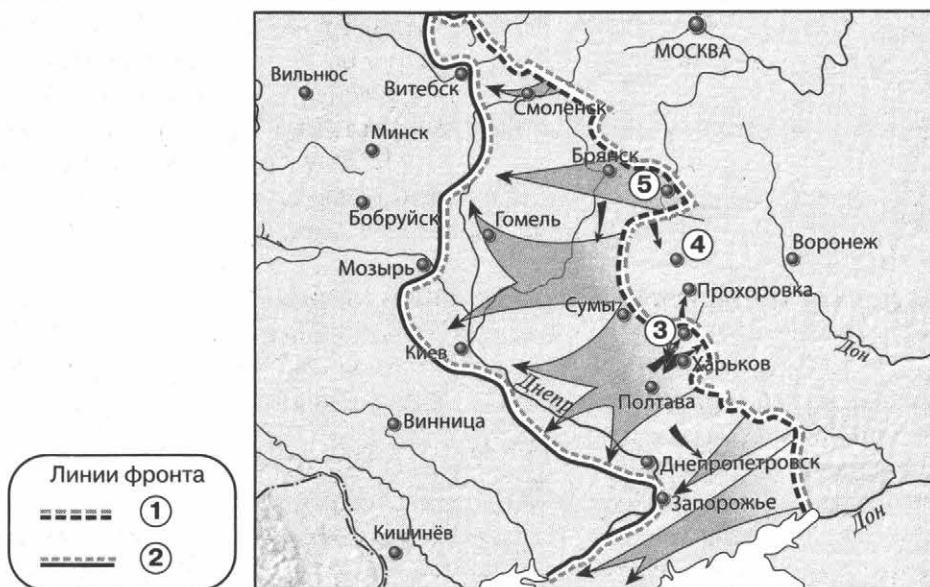 МОСКВА
Вильнюс
Витебск
Смоленск
Минск
Брянск
5
Бобруйск
Гомель
4
Воронеж
Мозырь
Прохоровка
Сумы
3
Киев
Харьков
Дон
Днепр
Полтава
Винница
Днепропетровск
Запорожье
Дон
Кишинёв
Линии фронта
1
2